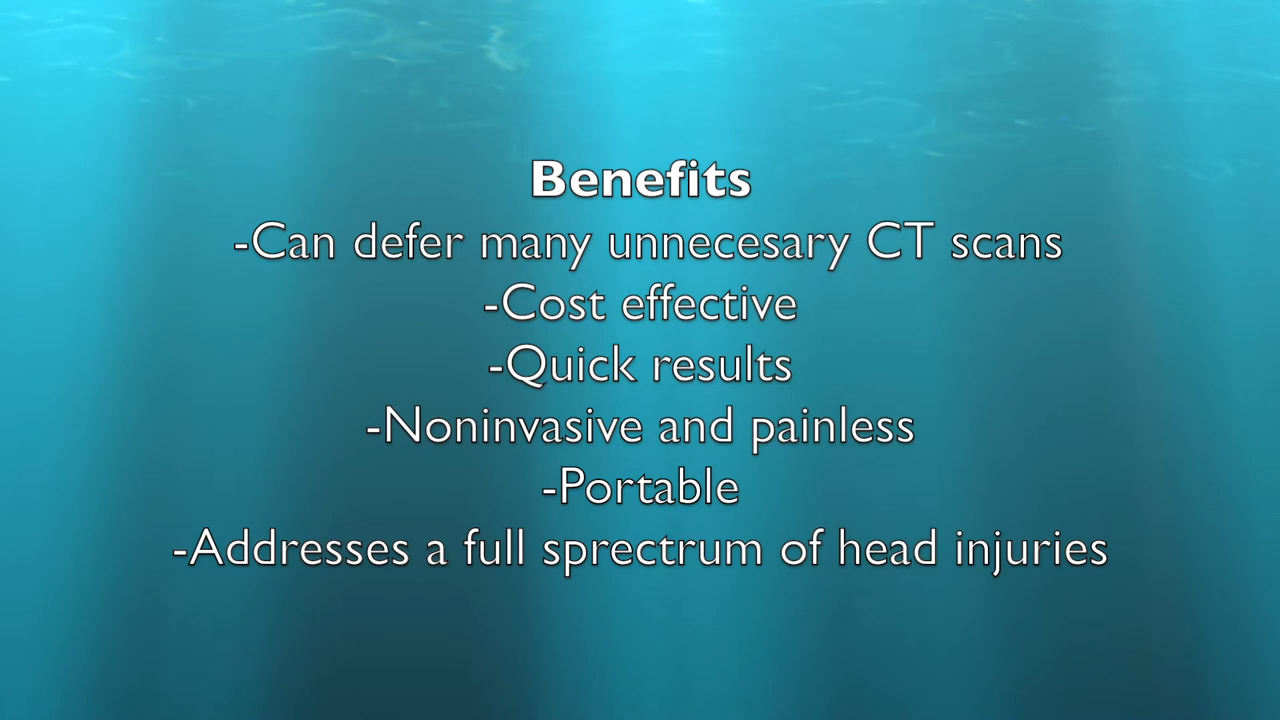 Benefits
-Can defer many unnecesary CT scans
-Cost effective
-Quick results
-Noninvasive and painless
-Portable
-Addresses a full sprectrum of head injuries